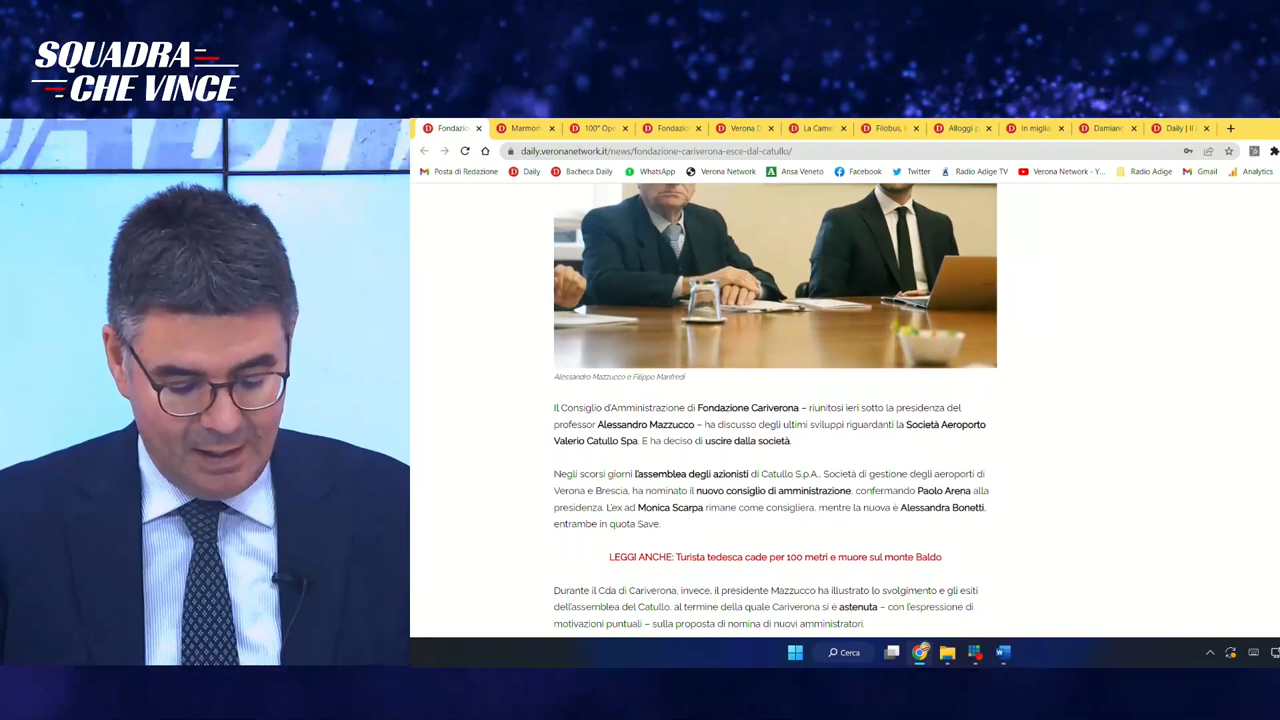 SQUADRA
CHE VINCE
Fondazio
Marmom
100° Ope
Fondazio
Verona D
La Came
Filobus, i
Alloggi p
In miglia
Damiano
Daily | Il
daily.veronanetwork.it/news/fondazione-cariverona-esce-dal-catullo/
Posta di Redazione
Daily
Bacheca Daily
WhatsApp
Verona Network
Ansa Veneto
Facebook
Twitter
Radio Adige TV
Verona Network - Y...
Radio Adige
Gmail
Analytics
Alessandro Mazzucco e Filippo Manfredi
Il Consiglio d'Amministrazione di Fondazione Cariverona – riunitosi ieri sotto la presidenza del
professor Alessandro Mazzucco – ha discusso degli ultimi sviluppi riguardanti la Società Aeroporto
Valerio Catullo Spa. E ha deciso di uscire dalla società.
Negli scorsi giorni l'assemblea degli azionisti di Catullo S.p.A., Società di gestione degli aeroporti di
Verona e Brescia, ha nominato il nuovo consiglio di amministrazione, confermando Paolo Arena alla
presidenza. L'ex ad Monica Scarpa rimane come consigliera, mentre la nuova è Alessandra Bonetti,
entrambe in quota Save.
LEGGI ANCHE: Turista tedesca cade per 100 metri e muore sul monte Baldo
Durante il Cda di Cariverona, invece, il presidente Mazzucco ha illustrato lo svolgimento e gli esiti
dell'assemblea del Catullo, al termine della quale Cariverona si è astenuta – con l'espressione di
motivazioni puntuali – sulla proposta di nomina di nuovi amministratori.
Cerca